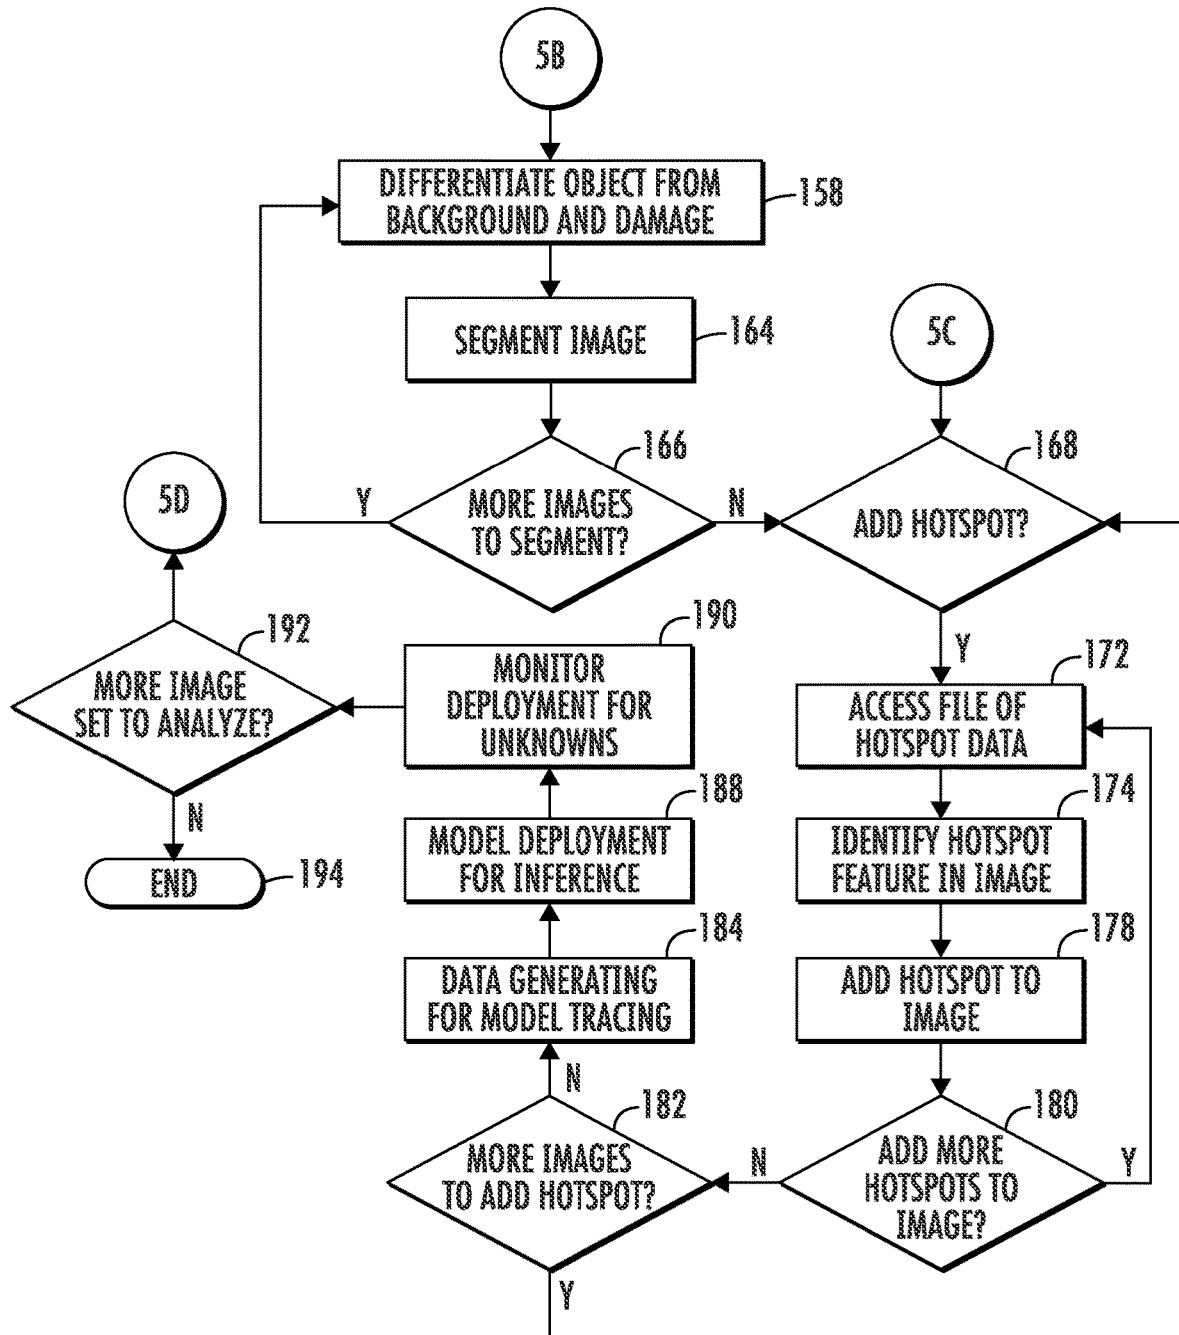 5B
DIFFERENTIATE OBJECT FROM
BACKGROUND AND DAMAGE
158
SEGMENT IMAGE
164
5C
166
MORE IMAGES
TO SEGMENT?
Y
N
168
ADD HOTSPOT?
Y
5D
192
MORE IMAGE
SET TO ANALYZE?
N
END
194
190
MONITOR
DEPLOYMENT FOR
UNKNOWNS
188
MODEL DEPLOYMENT
FOR INFERENCE
184
DATA GENERATING
FOR MODEL TRACING
N
172
ACCESS FILE OF
HOTSPOT DATA
174
IDENTIFY HOTSPOT
FEATURE IN IMAGE
178
ADD HOTSPOT TO
IMAGE
180
ADD MORE
HOTSPOTS TO
IMAGE?
Y
N
182
MORE IMAGES
TO ADD HOTSPOT?
Y